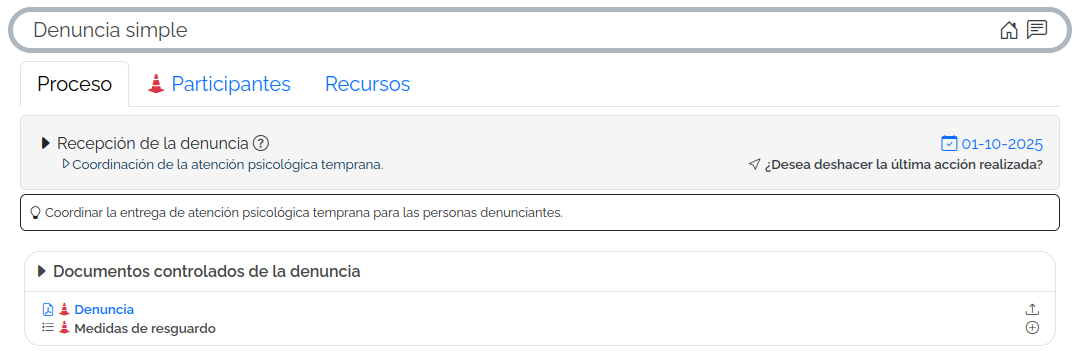 Denuncia simple
Proceso
Participantes
Recursos
Recepción de la denuncia
01-10-2025
Coordinación de la atención psicológica temprana.
¿Desea deshacer la última acción realizada?
Coordinar la entrega de atención psicológica temprana para las personas denunciantes.
Documentos controlados de la denuncia
Denuncia
Medidas de resguardo